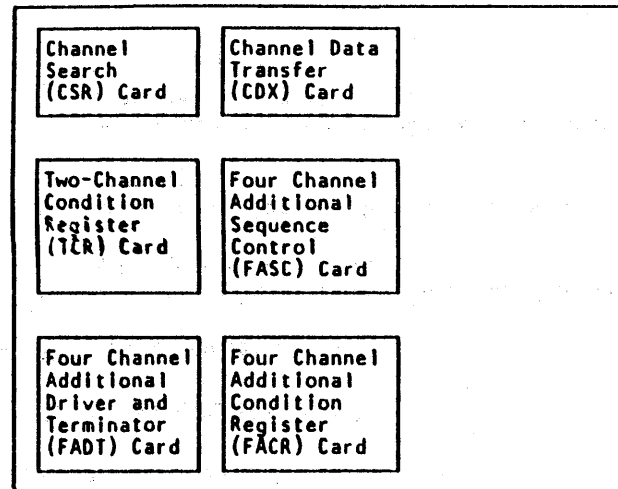 Channel
Search
(CSR) Card
Channel Data
Transfer
(CDX) Card
Two-Channel
Condition
Register
(TCR) Card
Four Channel
Additional
Sequence
Control
(FASC) Card
Four Channel
Additional
Driver and
Terminator
(FADT) Card
Four Channel
Additional
Condition
Register
(FACR) Card